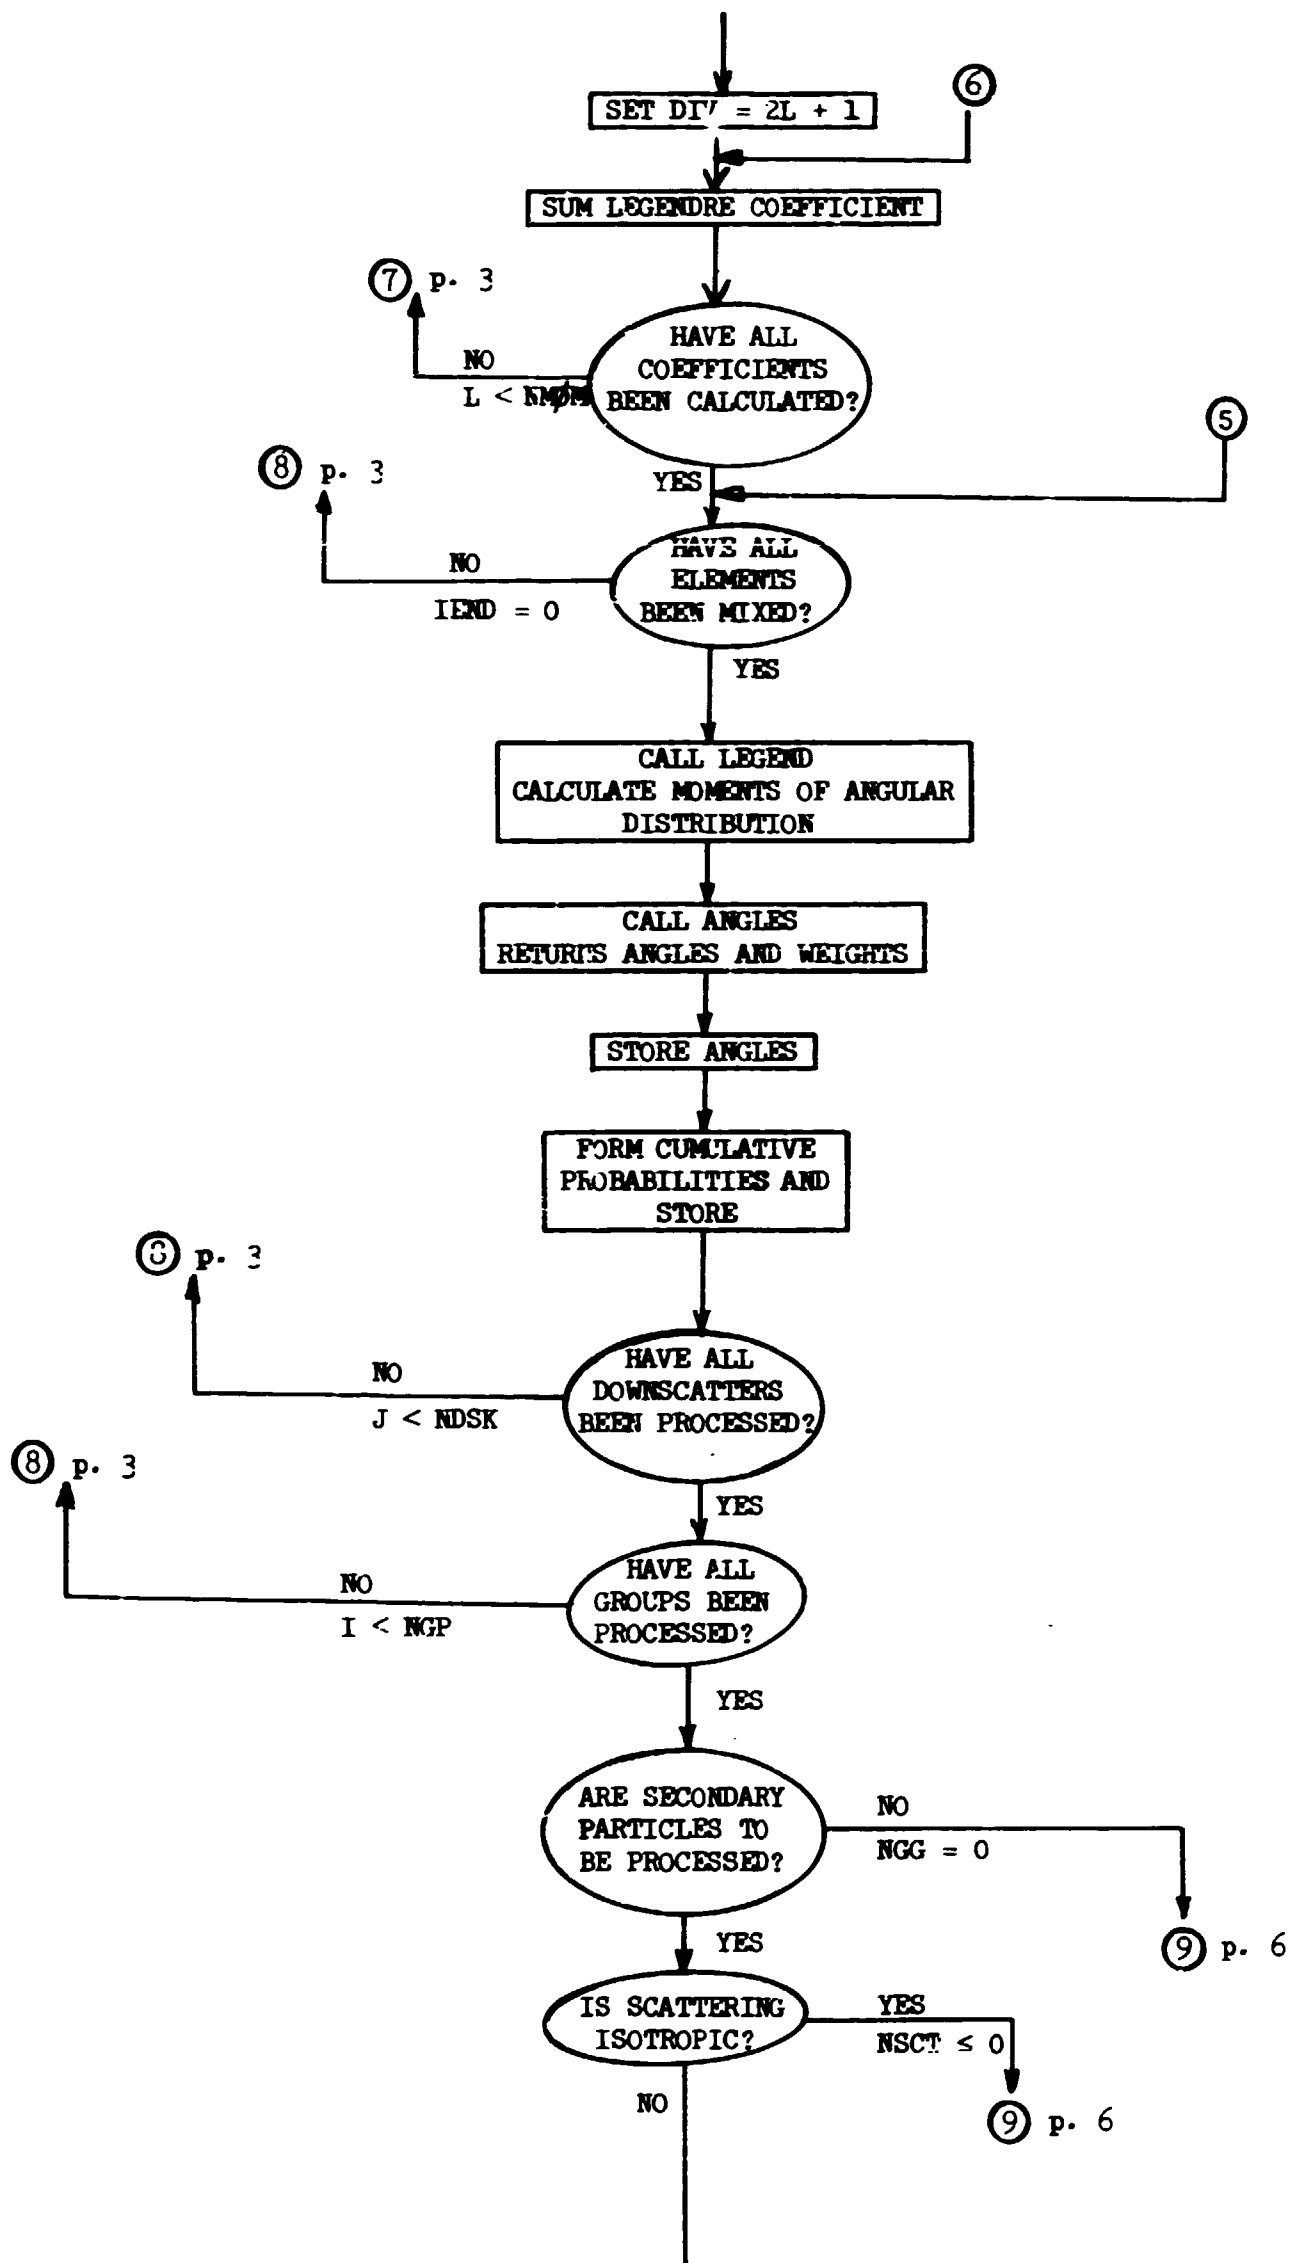 6
SET DIV = 2L + 1
SUM LEGENDRE COEFFICIENT
7 p. 3
HAVE ALL
COEFFICIENTS
BEEN CALCULATED?
NO
L < NMØM
5
8 p. 3
YES
HAVE ALL
ELEMENTS
BEEN MIXED?
NO
IEND = 0
YES
CALL LEGEND
CALCULATE MOMENTS OF ANGULAR
DISTRIBUTION
CALL ANGLES
RETURNS ANGLES AND WEIGHTS
STORE ANGLES
FORM CUMULATIVE
PROBABILITIES AND
STORE
8 p. 3
HAVE ALL
DOWNSCATTERS
BEEN PROCESSED?
NO
J < NDSK
8 p. 3
YES
HAVE ALL
GROUPS BEEN
PROCESSED?
NO
I < NGP
YES
ARE SECONDARY
PARTICLES TO
BE PROCESSED?
NO
NGG = 0
9 p. 6
YES
IS SCATTERING
ISOTROPIC?
YES
NSCT ≤ 0
9 p. 6
NO